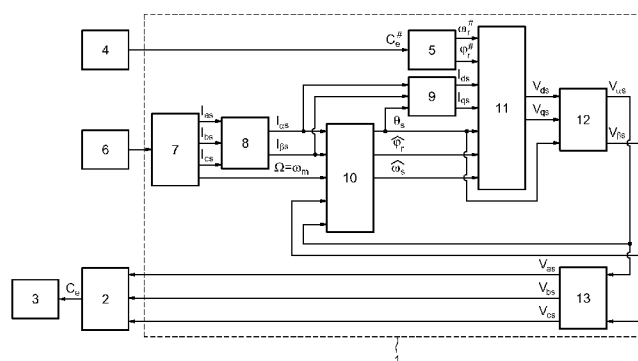 4
C_e^#
5
ω_r^#
φ_r^#
11
6
7
I_as
I_bs
I_cs
8
I_αs
I_βs
Ω=ω_m
9
I_ds
I_qs
10
θ_s
φ̂_r
ω̂_s
V_ds
V_qs
12
V_αs
V_βs
3
C_e
2
V_as
V_bs
V_cs
13
1